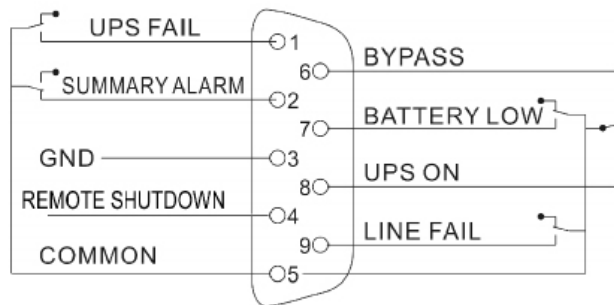 UPS FAIL
1
6
BYPASS
SUMMARY ALARM
2
7
BATTERY LOW
GND
3
8
UPS ON
REMOTE SHUTDOWN
4
9
LINE FAIL
COMMON
5